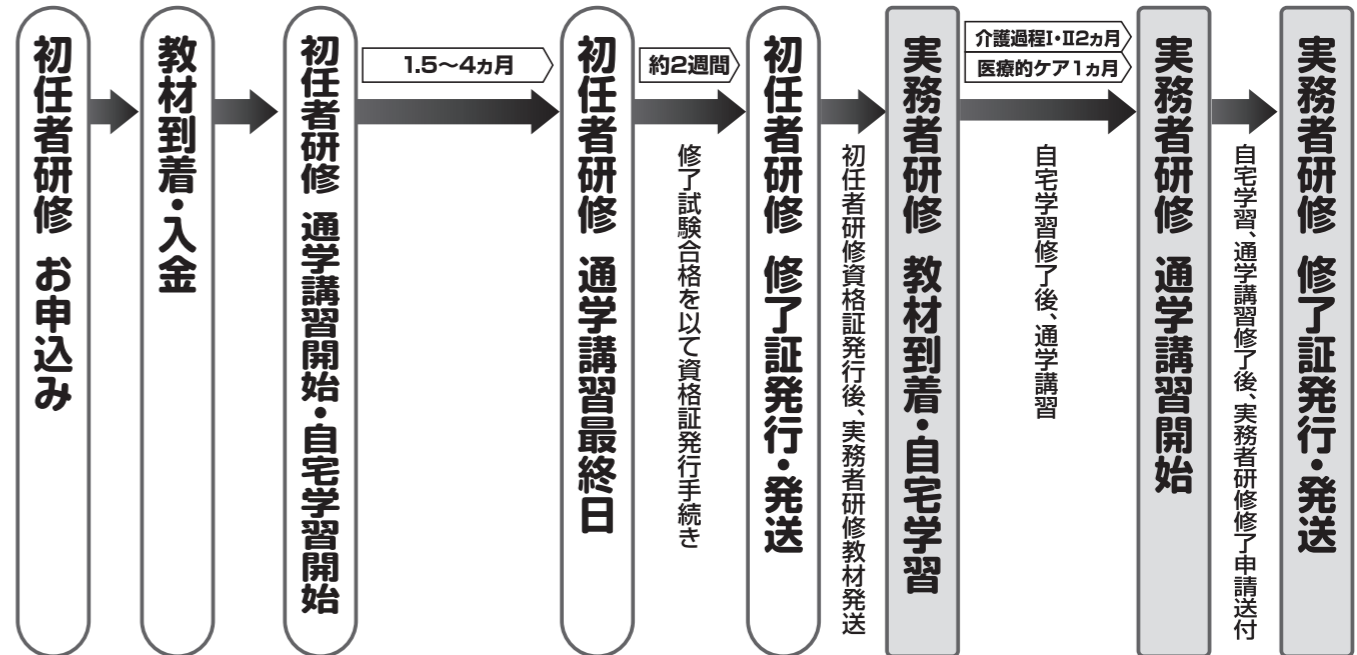 初任者研修 お申込み
教材到着・入金
初任者研修 通学講習開始・自宅学習開始
1.5～4ヵ月
初任者研修 通学講習最終日
約2週間
修了試験合格を以て資格証発行手続き
初任者研修 修了証発行・発送
初任者研修資格証発行後、実務者研修教材発送
実務者研修 教材到着・自宅学習
介護過程Ⅰ・Ⅱ2ヵ月
医療的ケア1ヵ月
自宅学習修了後、通学講習
実務者研修 通学講習開始
自宅学習、通学講習修了後、実務者研修修了申請送付
実務者研修 修了証発行・発送